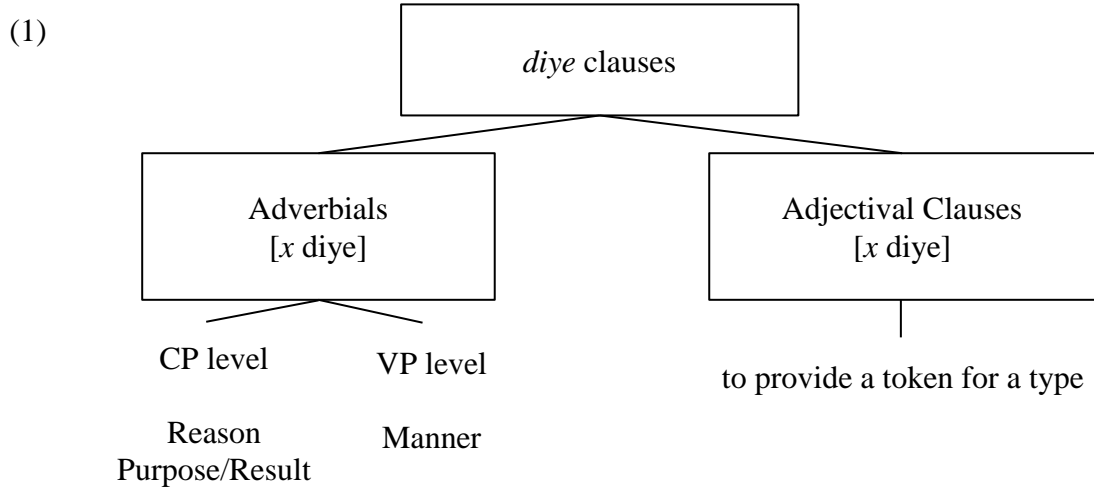 (1)
diye clauses
Adverbials
[x diye]
Adjectival Clauses
[x diye]
CP level
VP level
to provide a token for a type
Reason
Purpose/Result
Manner